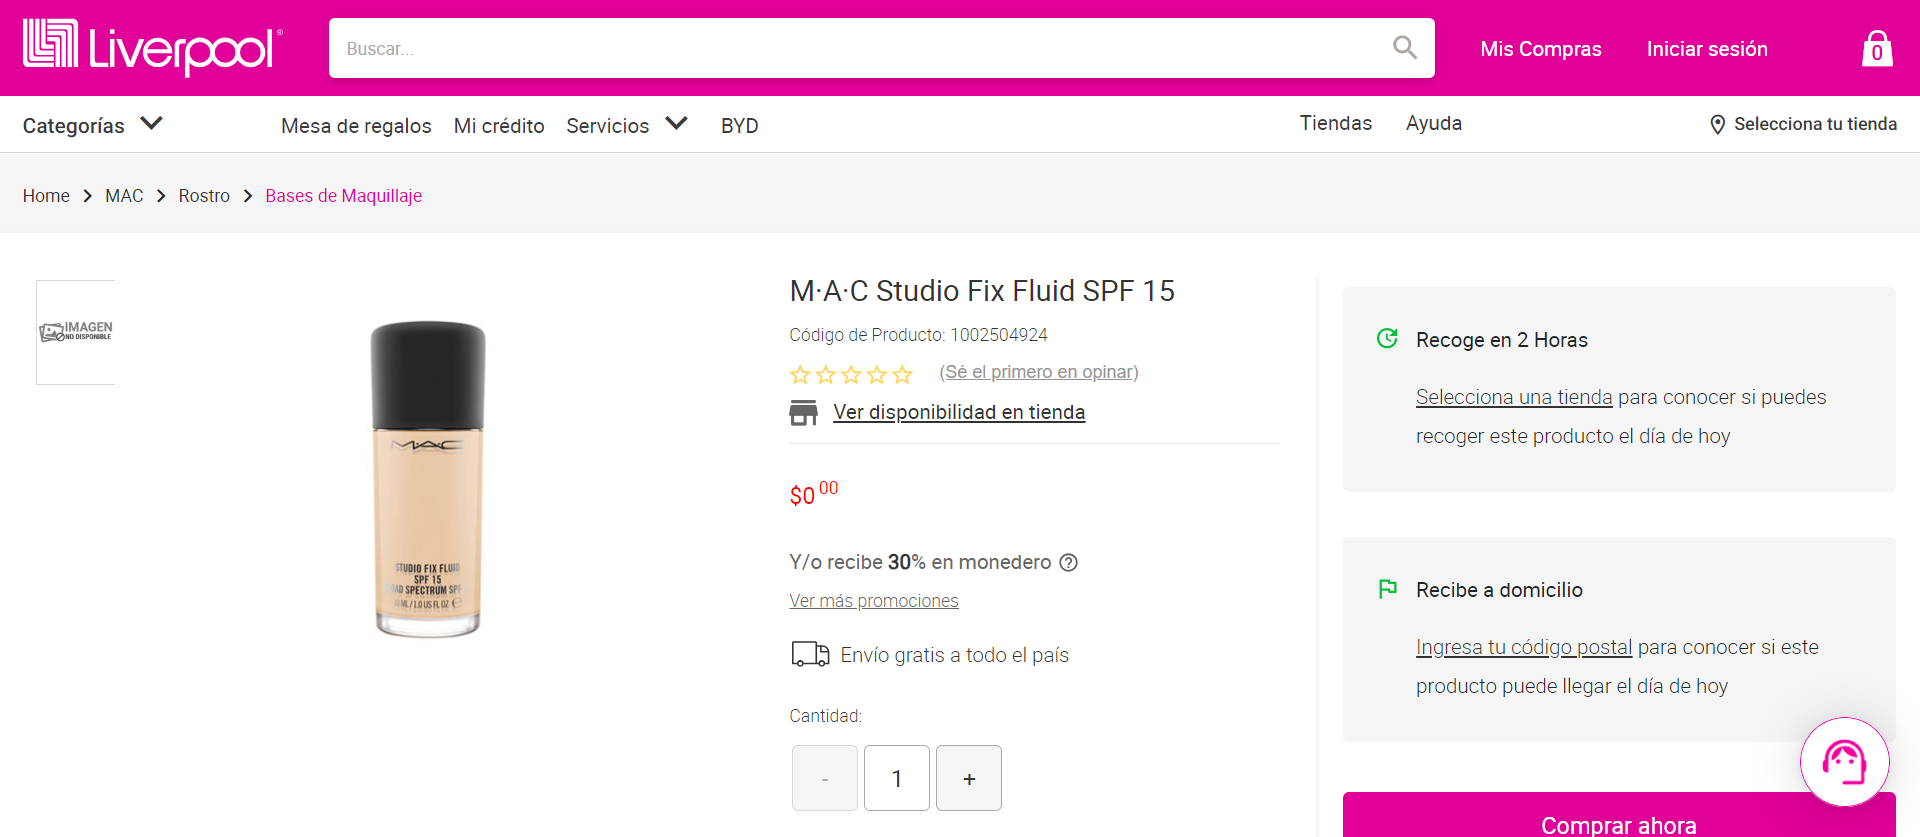 Liverpool®
Buscar...
Mis Compras
Iniciar sesión
0
Categorías
Mesa de regalos
Mi crédito
Servicios
BYD
Tiendas
Ayuda
Selecciona tu tienda
Home
MAC
Rostro
Bases de Maquillaje
IMAGEN
NO DISPONIBLE
MAC
STUDIO FIX FLUID
SPF 15
SPECTRUM
ML/1.0 US FL OZ
M·A·C Studio Fix Fluid SPF 15
Código de Producto: 1002504924
(Sé el primero en opinar)
Ver disponibilidad en tienda
$0 00
Y/o recibe 30% en monedero
Ver más promociones
Envío gratis a todo el país
Cantidad:
- 1 +
Recoge en 2 Horas
Selecciona una tienda para conocer si puedes
recoger este producto el día de hoy
Recibe a domicilio
Ingresa tu código postal para conocer si este
producto puede llegar el día de hoy
Comprar ahora